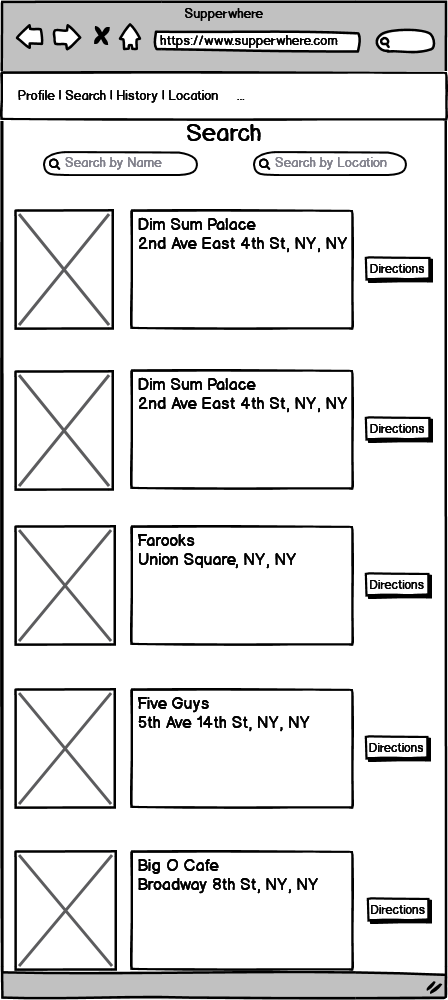 Supperwhere
https://www.supperwhere.com
Profile | Search | History | Location ...
Search
Search by Name
Search by Location
Dim Sum Palace
2nd Ave East 4th St, NY, NY
Directions
Dim Sum Palace
2nd Ave East 4th St, NY, NY
Directions
Farooks
Union Square, NY, NY
Directions
Five Guys
5th Ave 14th St, NY, NY
Directions
Big O Cafe
Broadway 8th St, NY, NY
Directions